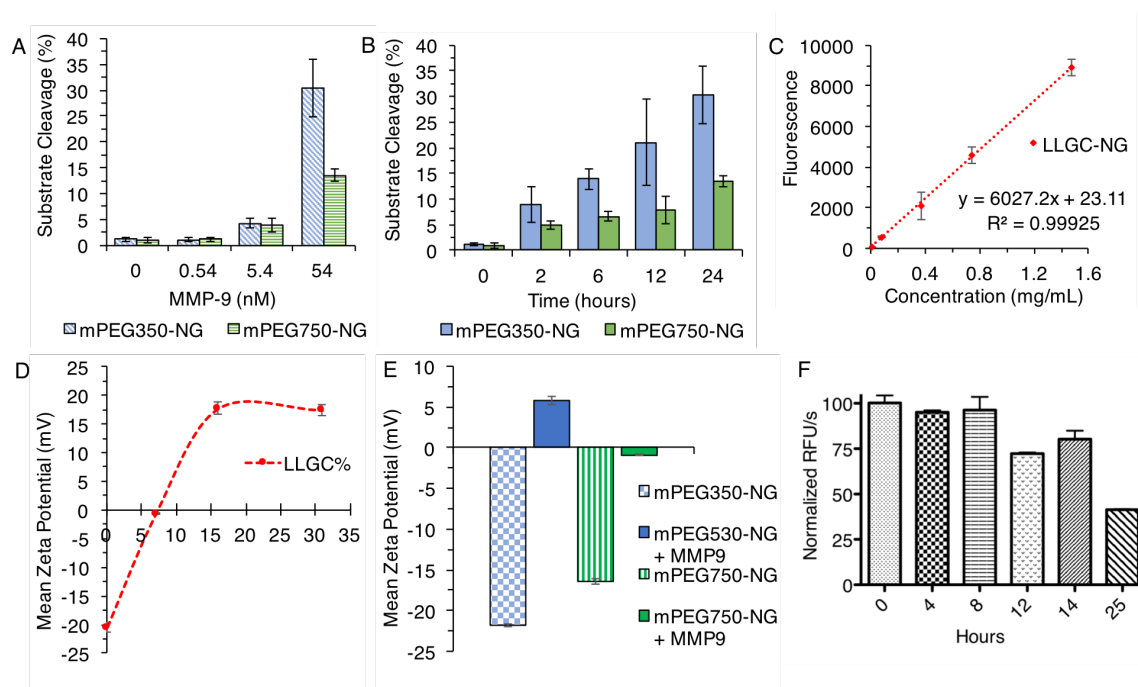 A
Substrate Cleavage (%)
40
35
30
25
20
15
10
5
0
0 0.54 5.4 54
MMP-9 (nM)
mPEG350-NG mPEG750-NG
B
Substrate Cleavage (%)
40
35
30
25
20
15
10
5
0
0 2 6 12 24
Time (hours)
mPEG350-NG mPEG750-NG
C
Fluorescence
10000
8000
6000
4000
2000
0
LLGC-NG
y = 6027.2x + 23.11
R² = 0.99925
0 0.4 0.8 1.2 1.6
Concentration (mg/mL)
D
Mean Zeta Potential (mV)
25
20
15
10
5
0
-5
-10
-15
-20
-25
LLGC%
0 5 10 15 20 25 30 35
E
Mean Zeta Potential (mV)
10
5
0
-5
-10
-15
-20
-25
mPEG350-NG
mPEG530-NG
+ MMP9
mPEG750-NG
mPEG750-NG
+ MMP9
F
Normalized RFU/s
100
75
50
25
0
0 4 8 12 14 25
Hours